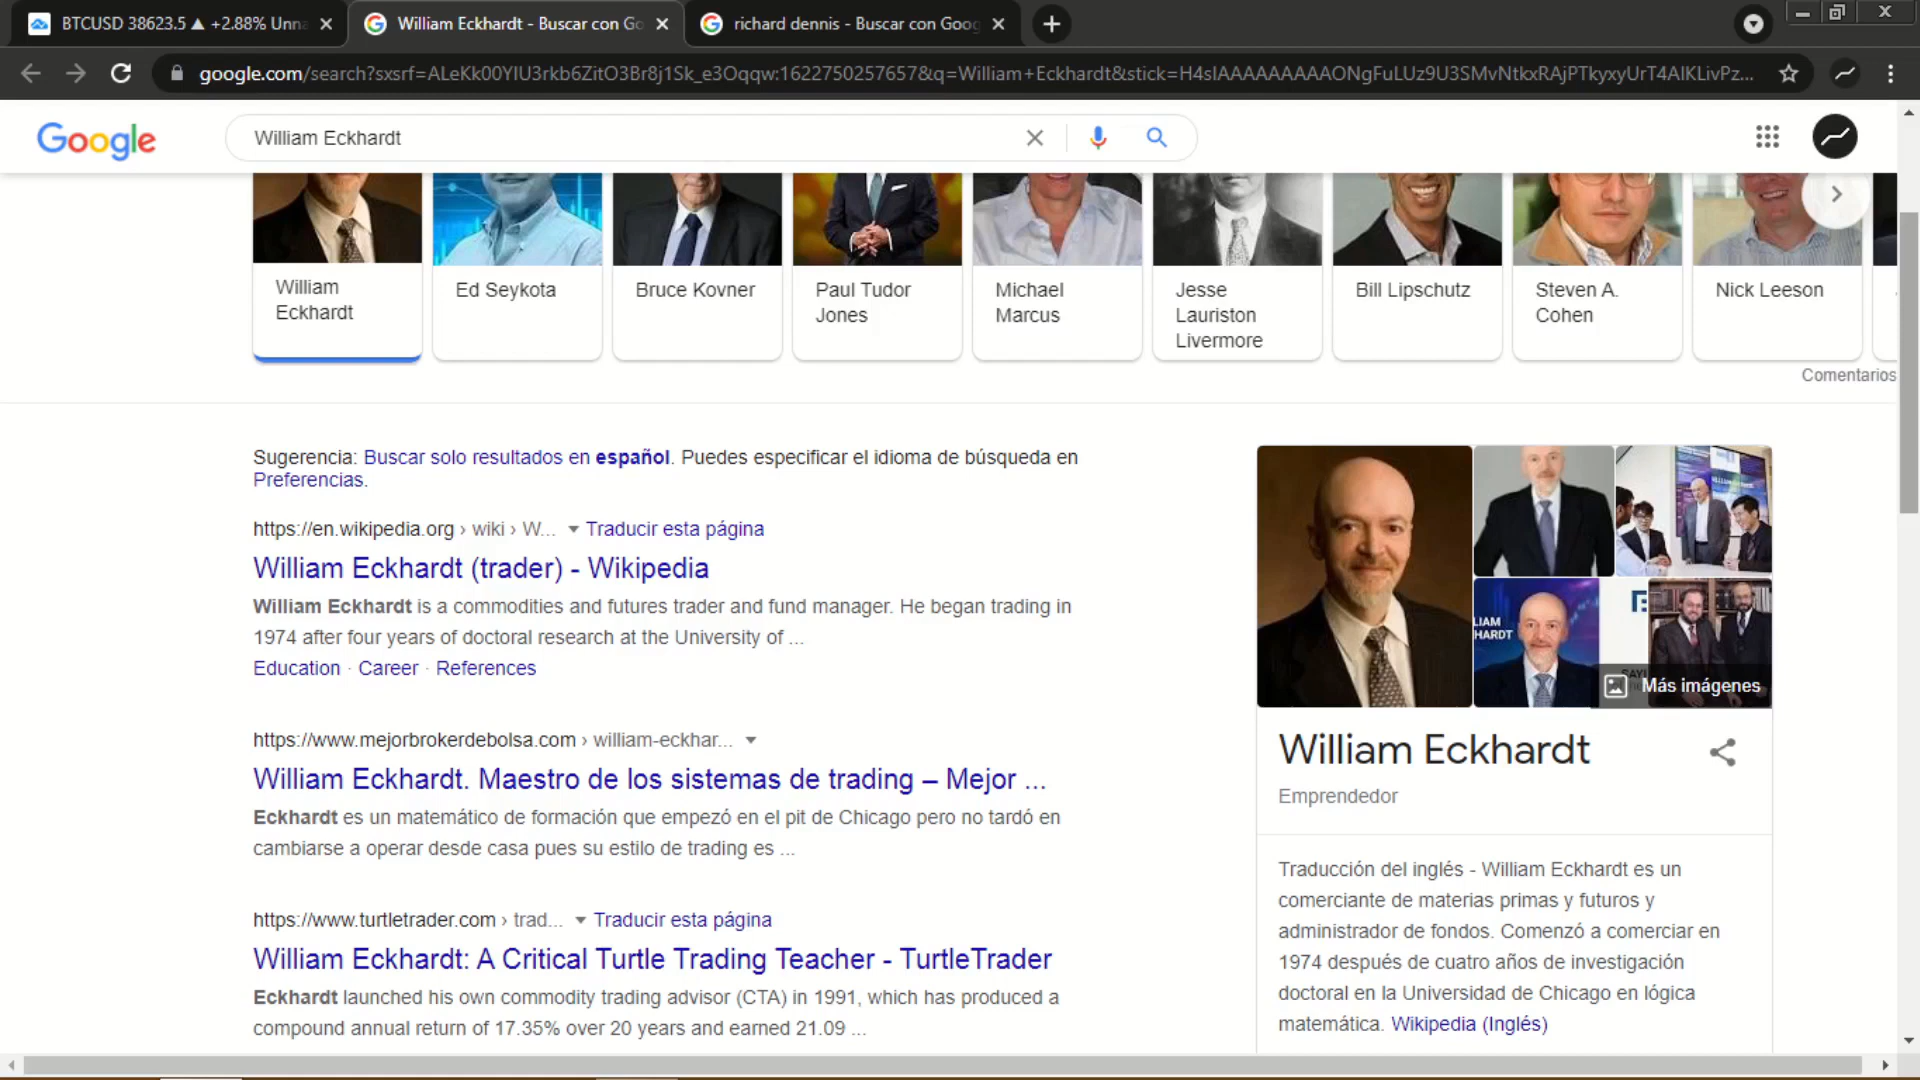 BTCUSD 38623.5 ▲ +2.88% Unna
William Eckhardt - Buscar con Go
richard dennis - Buscar con Goog
google.com/search?sxsrf=ALeKk00YIU3rkb6ZitO3Br8j1Sk_e3Oqqw:1622750257657&q=William+Eckhardt&stick=H4sIAAAAAAAAAONgFuLUz9U3SMvNtkxRAjPTkyxyUrT4AlKLivPz...
Google
William Eckhardt
William
Eckhardt
Ed Seykota
Bruce Kovner
Paul Tudor
Jones
Michael
Marcus
Jesse
Lauriston
Livermore
Bill Lipschutz
Steven A.
Cohen
Nick Leeson
Comentarios
Sugerencia: Buscar solo resultados en español. Puedes especificar el idioma de búsqueda en
Preferencias.
https://en.wikipedia.org › wiki › W... Traducir esta página
William Eckhardt (trader) - Wikipedia
William Eckhardt is a commodities and futures trader and fund manager. He began trading in
1974 after four years of doctoral research at the University of ...
Education · Career · References
https://www.mejorbrokerdebolsa.com › william-eckhar...
William Eckhardt. Maestro de los sistemas de trading – Mejor ...
Eckhardt es un matemático de formación que empezó en el pit de Chicago pero no tardó en
cambiarse a operar desde casa pues su estilo de trading es ...
https://www.turtletrader.com › trad... Traducir esta página
William Eckhardt: A Critical Turtle Trading Teacher - TurtleTrader
Eckhardt launched his own commodity trading advisor (CTA) in 1991, which has produced a
compound annual return of 17.35% over 20 years and earned 21.09 ...
Más imágenes
William Eckhardt
Emprendedor
Traducción del inglés - William Eckhardt es un
comerciante de materias primas y futuros y
administrador de fondos. Comenzó a comerciar en
1974 después de cuatro años de investigación
doctoral en la Universidad de Chicago en lógica
matemática. Wikipedia (Inglés)